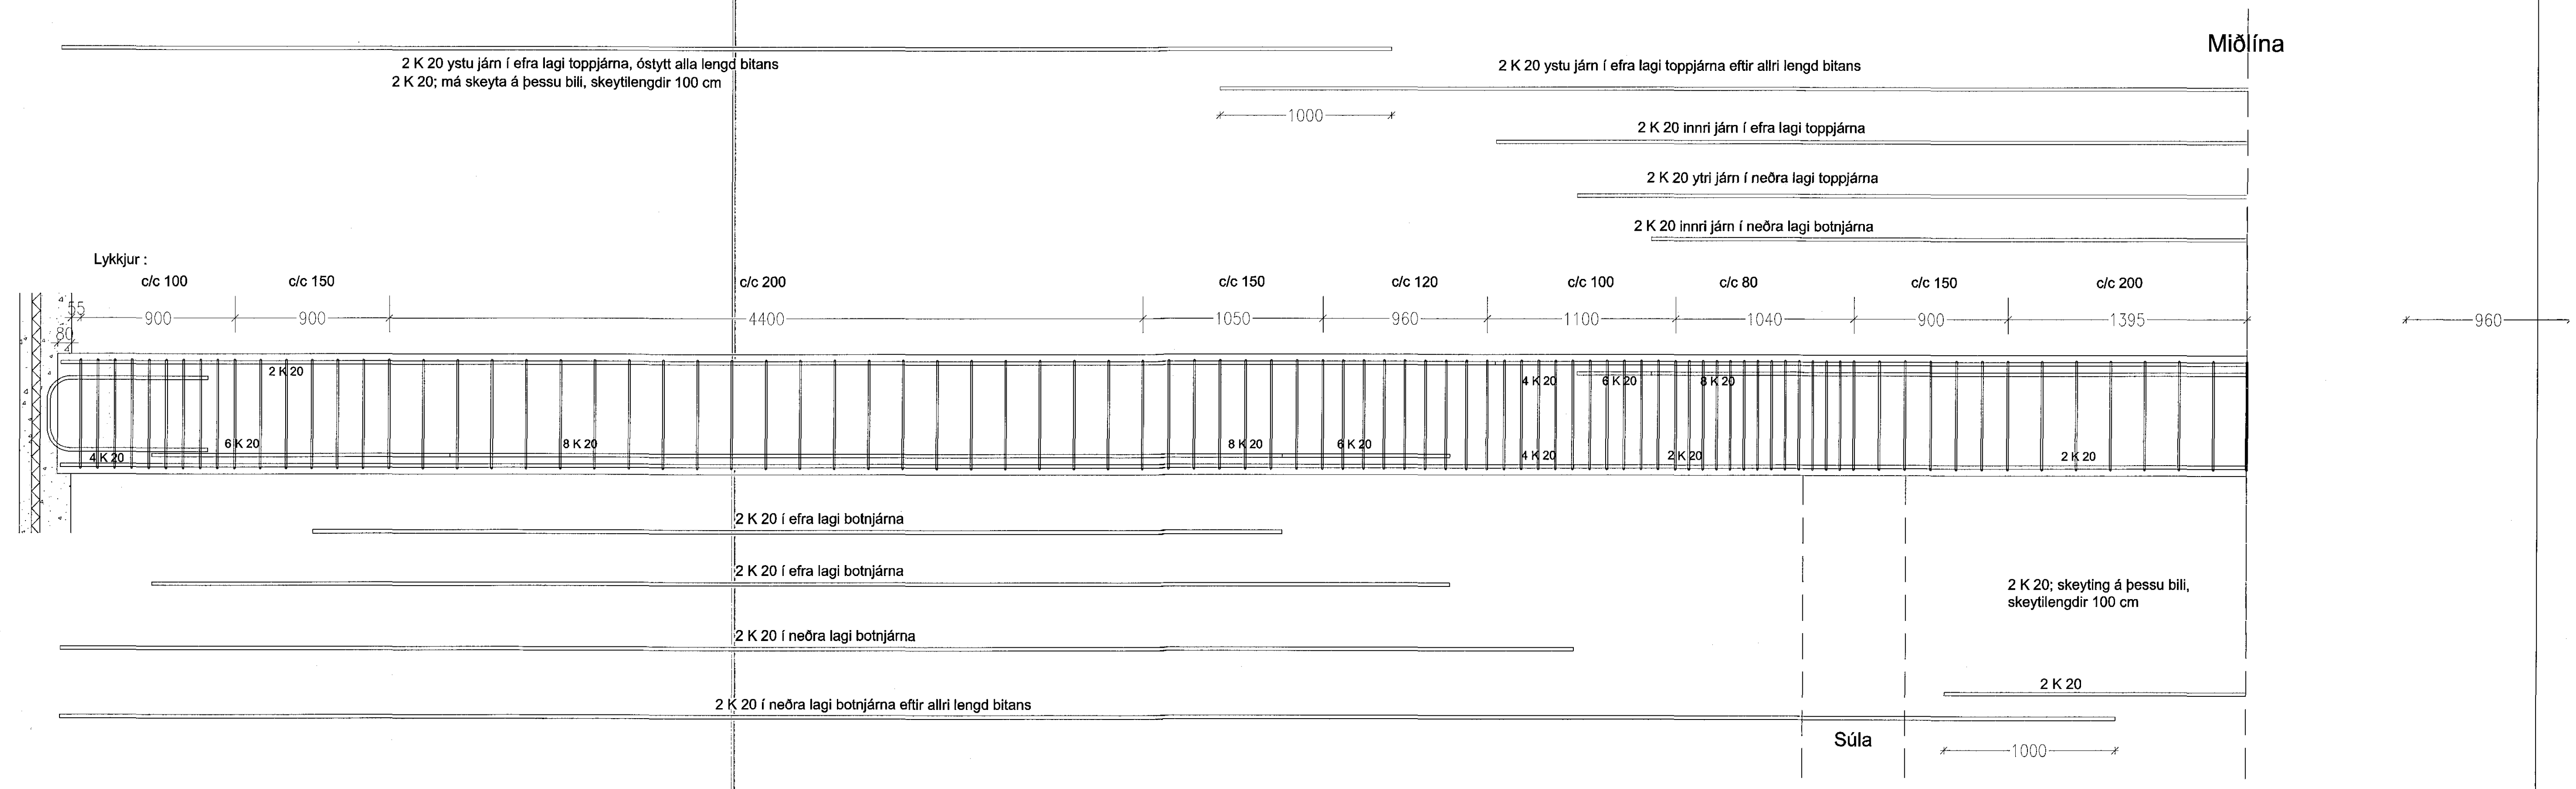 Miðlína
2 K 20 ystu járn í efra lagi toppjárna, óstytt alla lengd bitans
2 K 20; má skeyta á þessu bili, skeytilengdir 100 cm
2 K 20 ystu járn í efra lagi toppjárna eftir allri lengd bitans
1000
2 K 20 innri járn í efra lagi toppjárna
2 K 20 ytri járn í neðra lagi toppjárna
2 K 20 innri járn í neðra lagi botnjárna
Lykkjur :
c/c 100 c/c 150 c/c 200 c/c 150 c/c 120 c/c 100 c/c 80 c/c 150 c/c 200
55 900 900 4400 1050 960 1100 1040 900 1395 960
80
2 K 20 4 K 20 6 K 20 8 K 20
6 K 20 8 K 20 8 K 20 6 K 20
4 K 20 4 K 20 2 K 20 2 K 20
2 K 20 í efra lagi botnjárna
2 K 20 í efra lagi botnjárna
2 K 20; skeyting á þessu bili,
skeytilengdir 100 cm
2 K 20 í neðra lagi botnjárna
2 K 20
2 K 20 í neðra lagi botnjárna eftir allri lengd bitans
Súla
1000